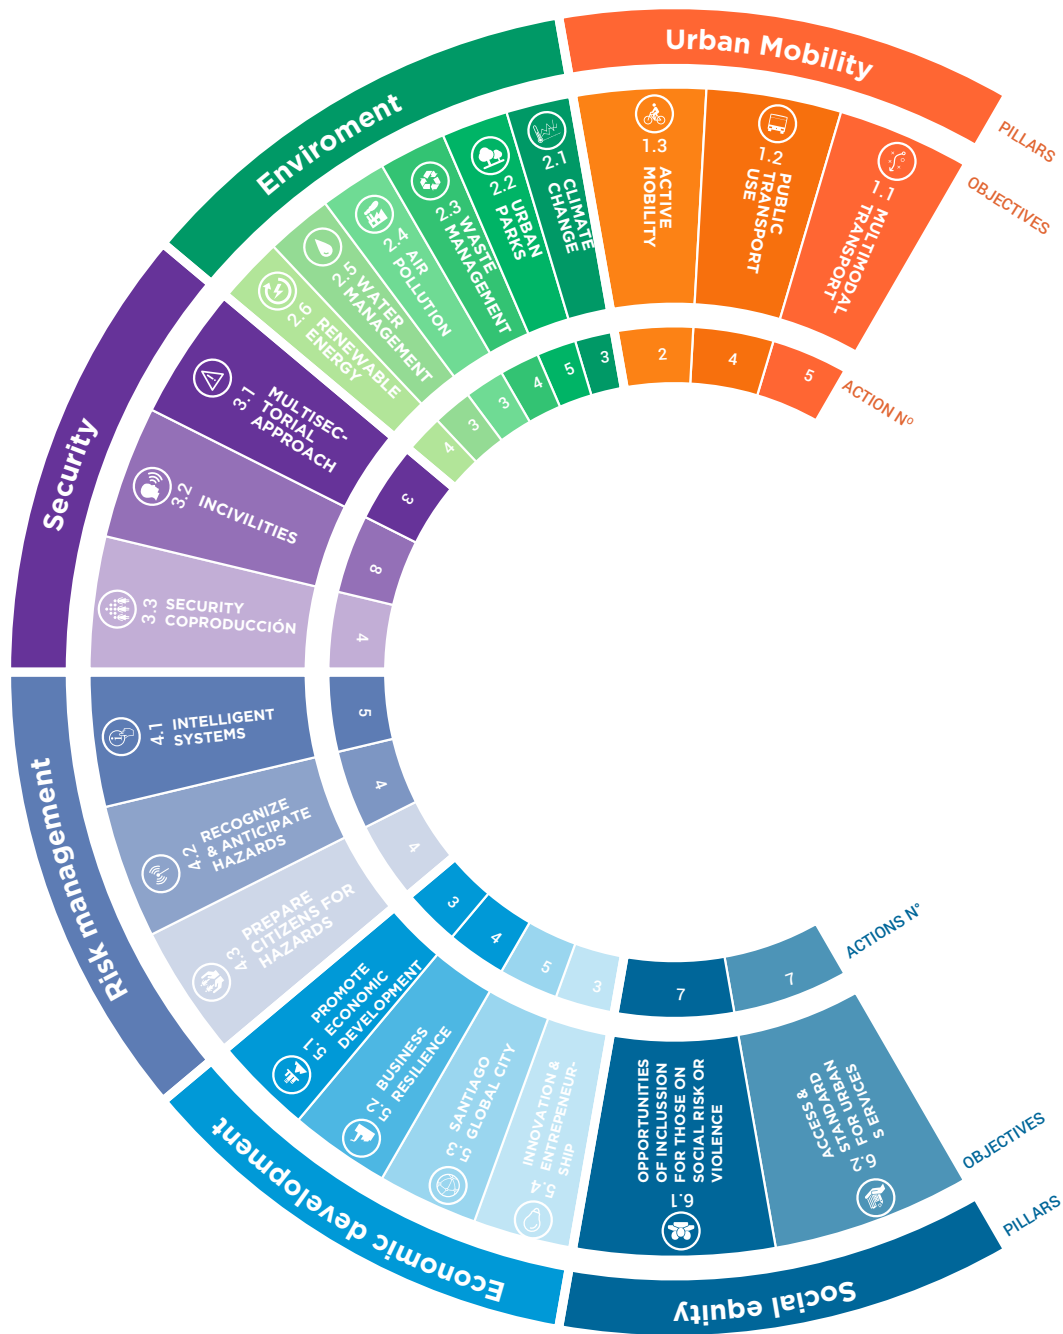 Urban Mobility
PILLARS
OBJECTIVES
1.1 MULTIMODAL
TRANSPORT
1.2 PUBLIC
TRANSPORT
USE
1.3 ACTIVE
MOBILITY
5
4
2
ACTION Nº
Enviroment
2.1 CLIMATE
CHANGE
2.2 URBAN
PARKS
2.3 WASTE
MANAGEMENT
2.4 AIR
POLLUTION
2.5 WATER
MANAGEMENT
2.6 RENEWABLE
ENERGY
3
5
4
3
3
4
Security
3.1 MULTISEC-
TORIAL
APPROACH
3.2 INCIVILITIES
3.3 SECURITY
COPRODUCCIÓN
3
8
4
Risk management
4.1 INTELLIGENT
SYSTEMS
4.2 RECOGNIZE
& ANTICIPATE
HAZARDS
4.3 PREPARE
CITIZENS FOR
HAZARDS
5
4
4
Economic development
5.1 PROMOTE
ECONOMIC
DEVELOPMENT
5.2 BUSINESS
RESILIENCE
5.3 SANTIAGO
GLOBAL CITY
5.4 INNOVATION &
ENTREPENEUR-
SHIP
3
4
5
3
Social equity
6.1 OPPORTUNITIES
OF INCLUSSION
FOR THOSE ON
SOCIAL RISK OR
VIOLENCE
6.2 ACCESS &
STANDARD
FOR URBAN
S ERVICES
7
7
ACTIONS N°
OBJECTIVES
PILLARS